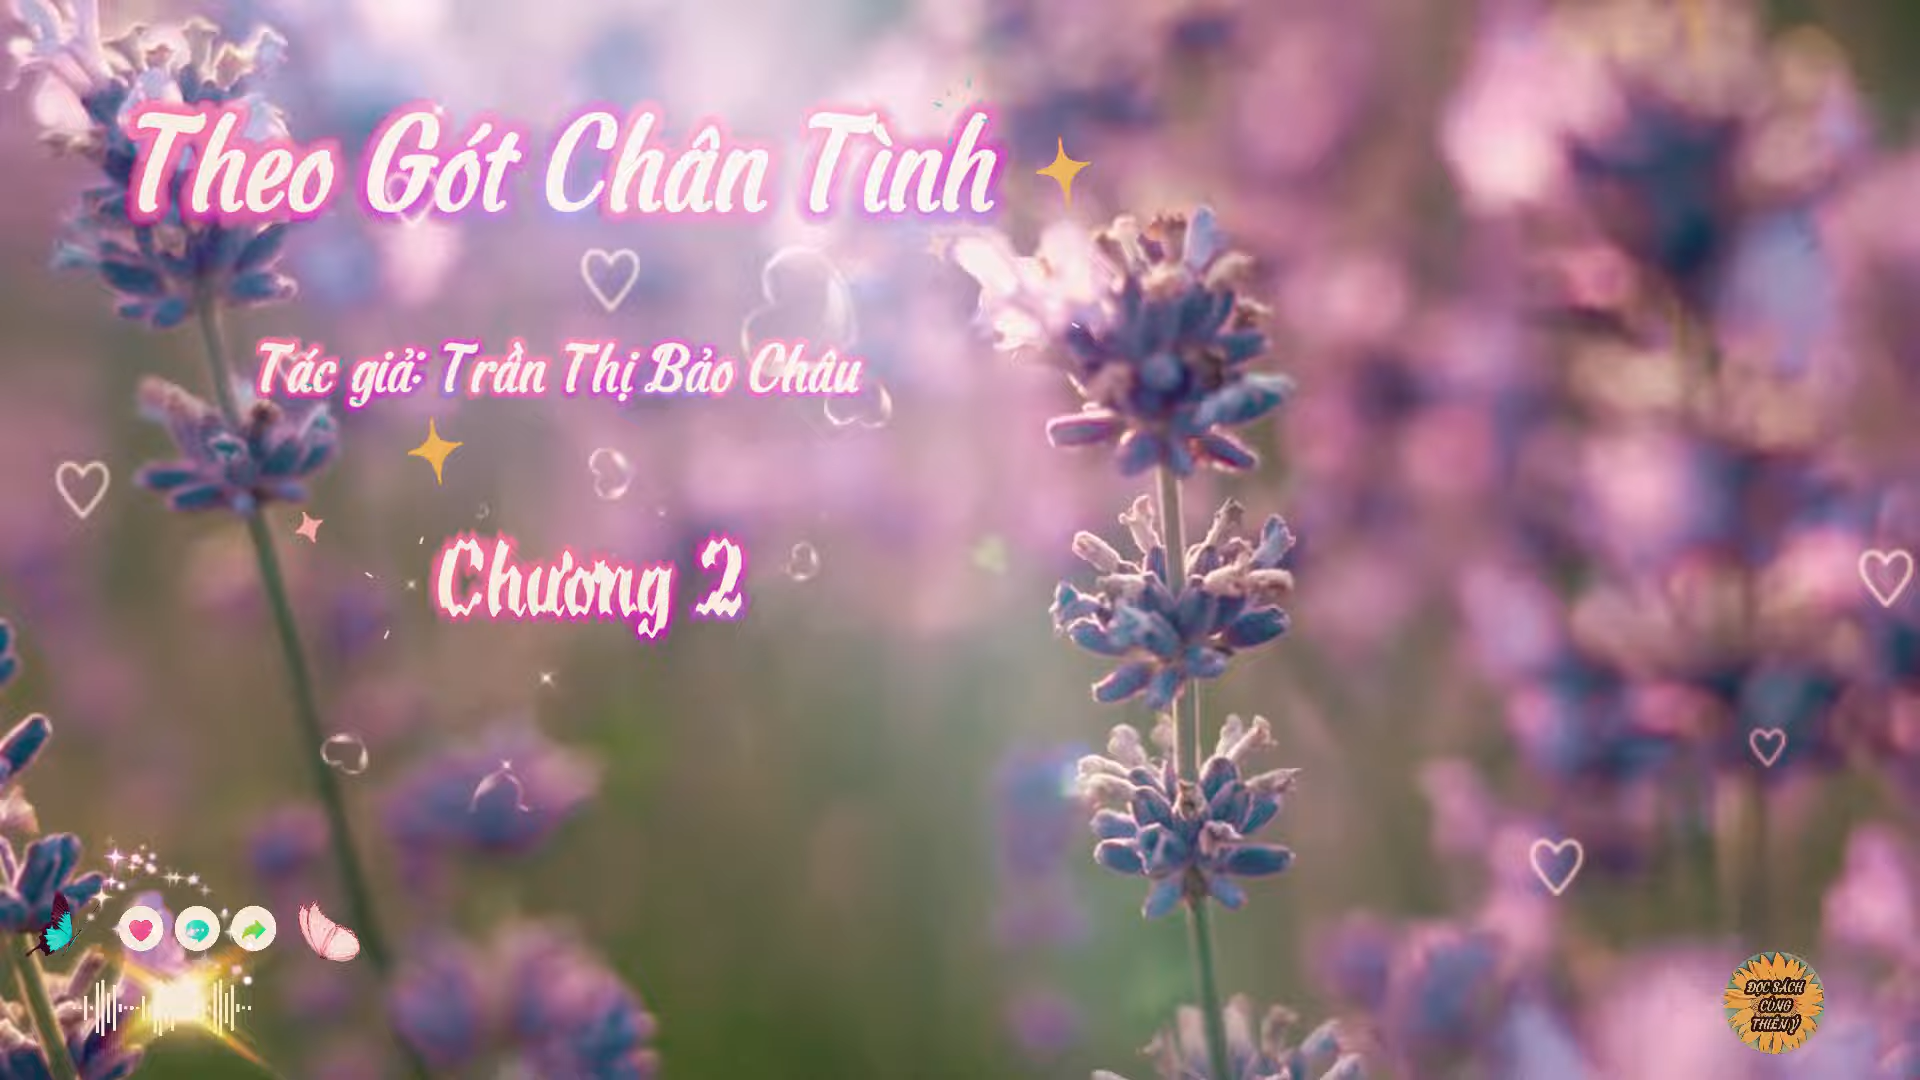 Theo Gót Chân Tình
Tác giả: Trần Thị Bảo Châu
Chương 2
ĐỌC SÁCH
CÙNG
THIÊN Ý